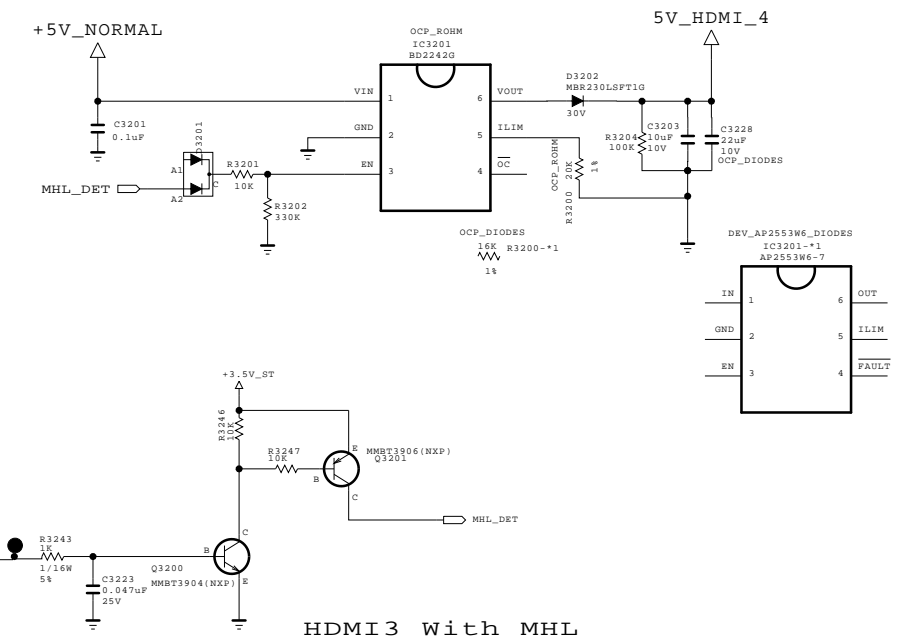 +5V_NORMAL
5V_HDMI_4
OCP_ROHM
IC3201
BD2242G
D3202
MBR230LSFT1G
30V
VIN
1
6
VOUT
C3201
0.1uF
GND
2
5
ILIM
EN
3
4
OC
D3201
A1
A2
C
MHL_DET
R3201
10K
R3202
330K
OCP_ROHM
R3200 20K
1%
R3204
100K
C3203
10uF
10V
C3228
22uF
10V
OCP_DIODES
OCP_DIODES
16K
R3200-*1
1%
DEV_AP2553W6_DIODES
IC3201-*1
AP2553W6-7
IN
1
6
OUT
GND
2
5
ILIM
EN
3
4
FAULT
+3.5V_ST
R3246
10K
R3247
10K
E
B
C
MMBT3906(NXP)
Q3201
MHL_DET
R3243
1K
1/16W
5%
C
B
E
Q3200
MMBT3904(NXP)
C3223
0.047uF
25V
HDMI3 With MHL